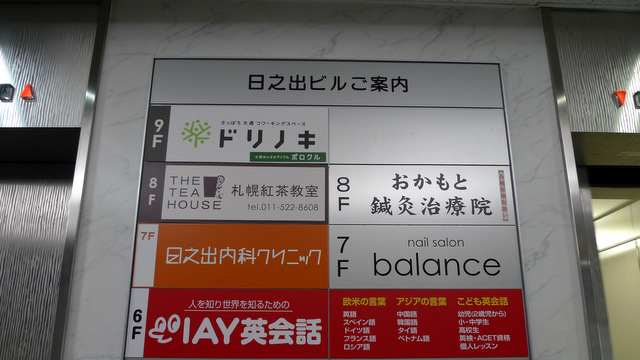 日之出ビルご案内
9F
さっぽろ 大通 コワーキングスペース
ドリノキ
ポロクル
8F
THE
TEA
HOUSE
札幌紅茶教室
tel.011-522-8608
8F
おかもと
鍼灸治療院
7F
日之出内科クリニック
7F
nail salon
balance
6F
人を知り世界を知るための
IAY英会話
欧米の言葉
英語
スペイン語
ドイツ語
フランス語
ロシア語
アジアの言葉
中国語
韓国語
タイ語
ベトナム語
こども英会話
幼児(2歳児から)
小・中学生
高校生
英検・ACET資格
個人レッスン